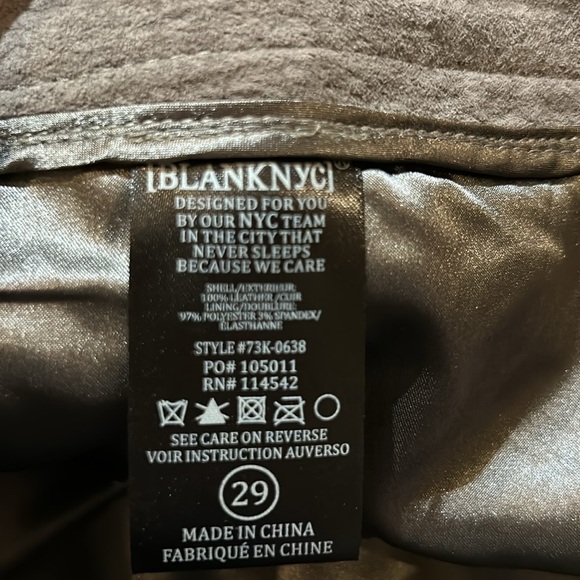 [BLANKNYC]®
DESIGNED FOR YOU
BY OUR NYC TEAM
IN THE CITY THAT
NEVER SLEEPS
BECAUSE WE CARE
SHELL/EXTERIEUR:
100% LEATHER/CUIR
LINING/DOUBLURE:
97% POLYESTER 3% SPANDEX/
ELASTHANNE
STYLE #73K-0638
PO# 105011
RN# 114542
SEE CARE ON REVERSE
VOIR INSTRUCTION AUVERSO
29
MADE IN CHINA
FABRIQUÉ EN CHINE